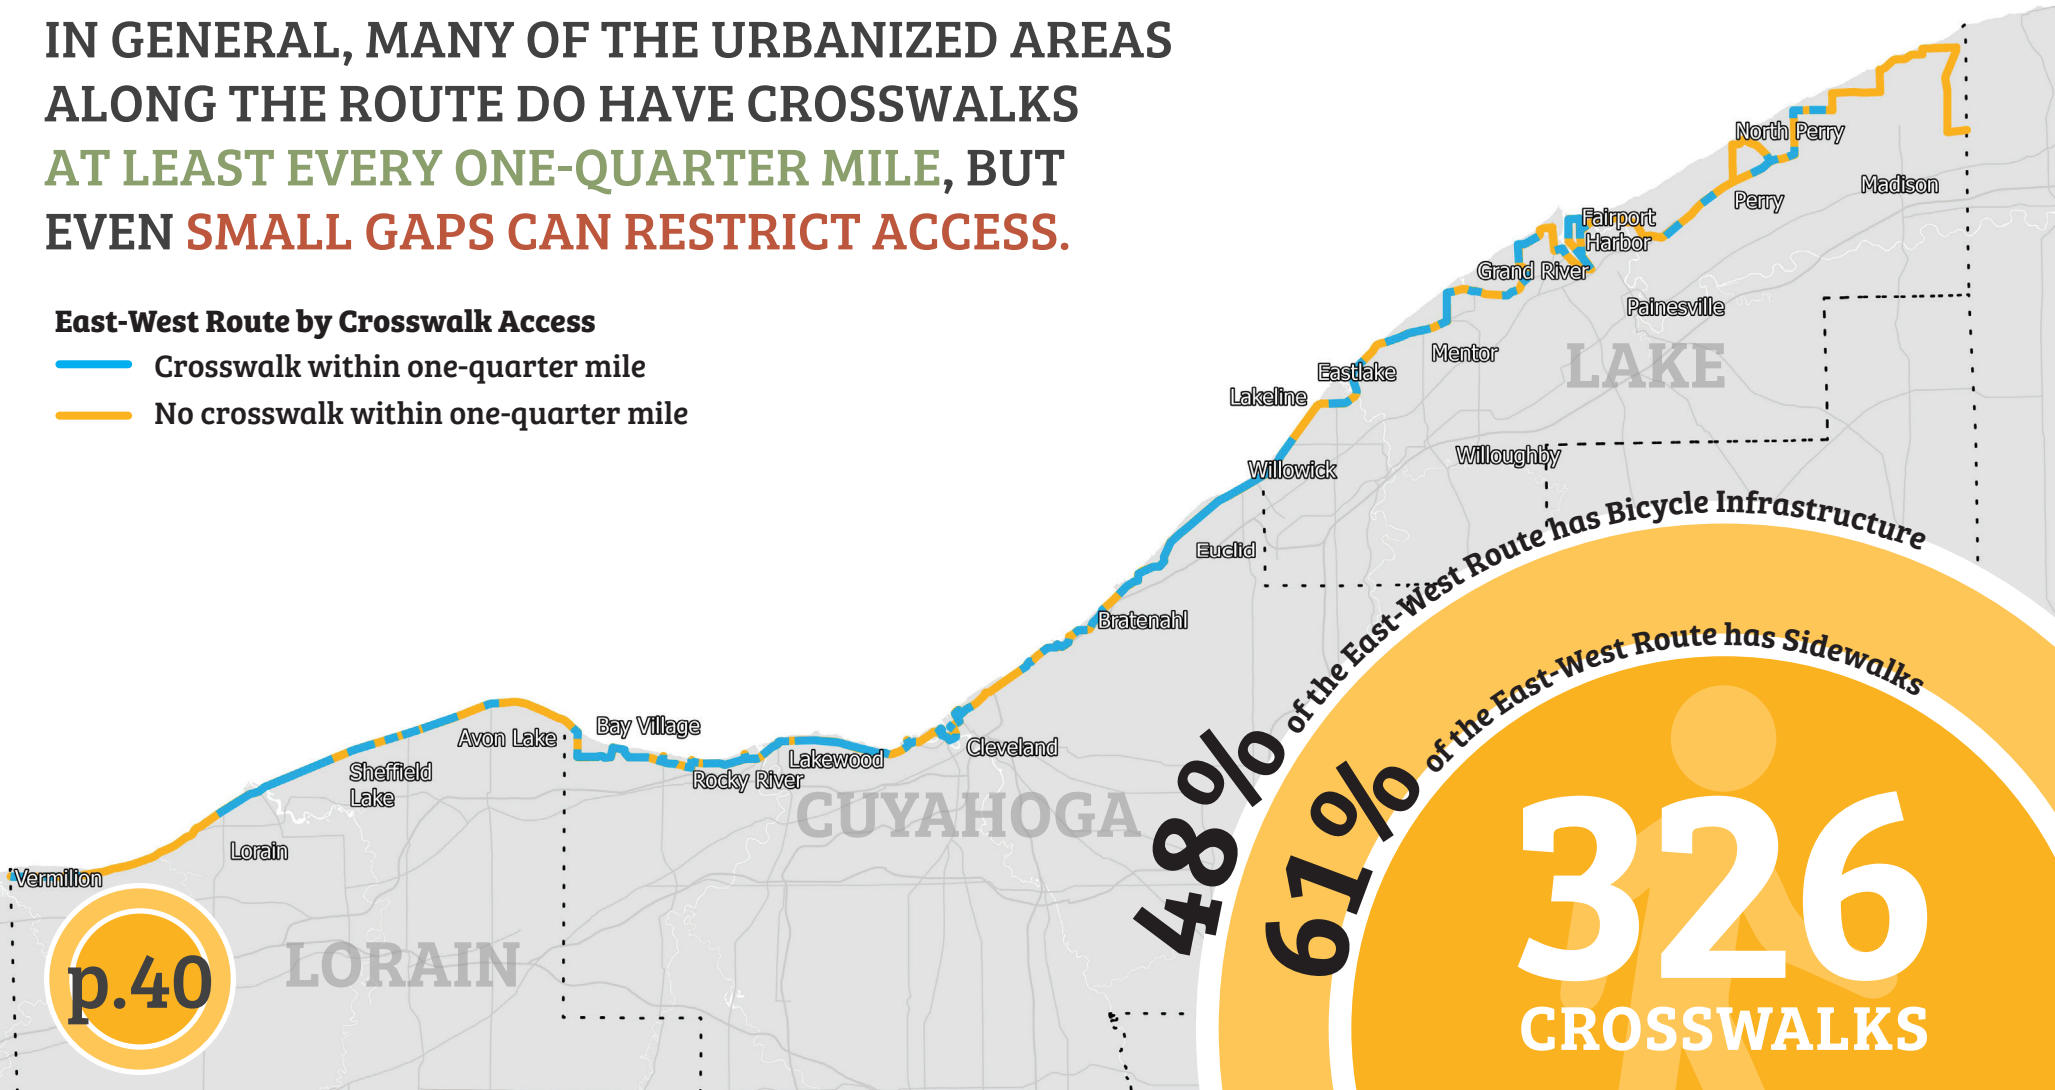 IN GENERAL, MANY OF THE URBANIZED AREAS
ALONG THE ROUTE DO HAVE CROSSWALKS
AT LEAST EVERY ONE-QUARTER MILE, BUT
EVEN SMALL GAPS CAN RESTRICT ACCESS.
East-West Route by Crosswalk Access
Crosswalk within one-quarter mile
No crosswalk within one-quarter mile
North Perry
Madison
Perry
Fairport
Harbor
Grand River
Painesville
Mentor
LAKE
Eastlake
Lakeline
Willowick
Willoughby
Euclid
Bratenahl
Bay Village
Avon Lake
Cleveland
Lakewood
Rocky River
Sheffield
Lake
CUYAHOGA
Lorain
Vermilion
LORAIN
p.40
48% of the East-West Route has Bicycle Infrastructure
61% of the East-West Route has Sidewalks
326
CROSSWALKS